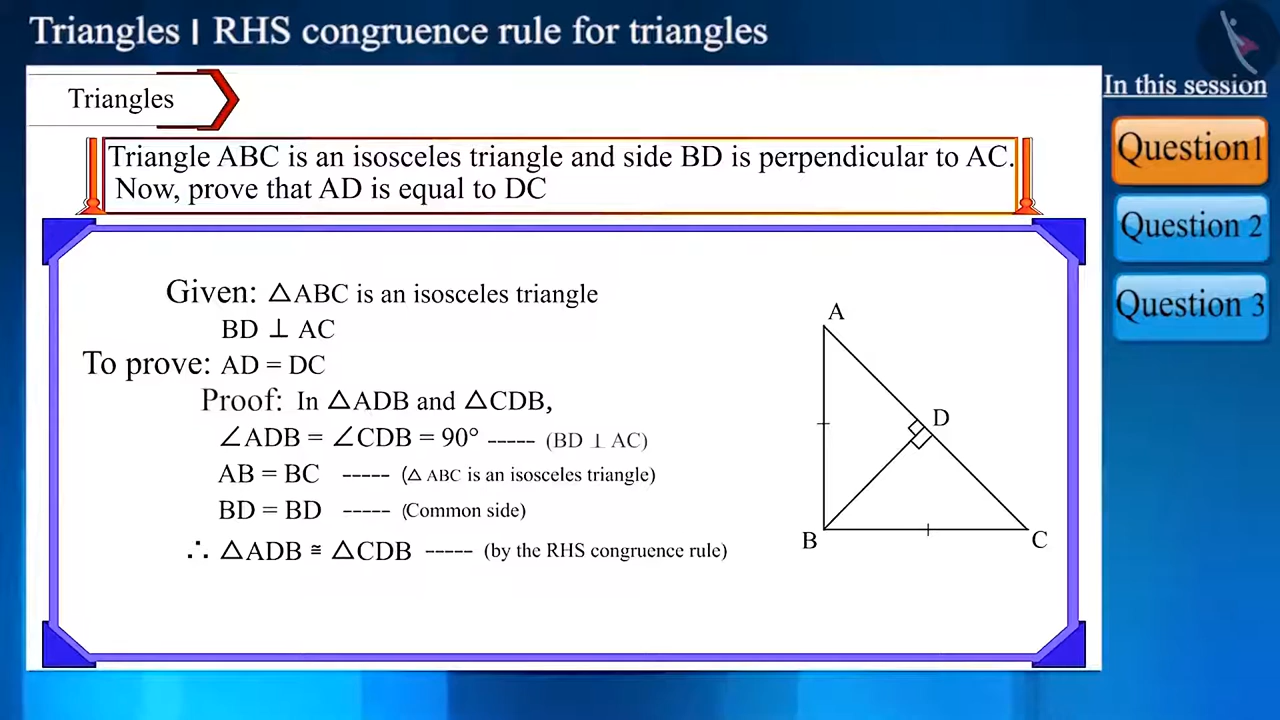 Triangles | RHS congruence rule for triangles
In this session
Triangles
Question1
Triangle ABC is an isosceles triangle and side BD is perpendicular to AC.
Now, prove that AD is equal to DC
Question 2
Question 3
Given: △ABC is an isosceles triangle
BD ⊥ AC
To prove: AD = DC
Proof: In △ADB and △CDB,
∠ADB = ∠CDB = 90° ----- (BD ⊥ AC)
AB = BC ----- (△ ABC is an isosceles triangle)
BD = BD ----- (Common side)
∴ △ADB ≅ △CDB ----- (by the RHS congruence rule)
A
D
B
C